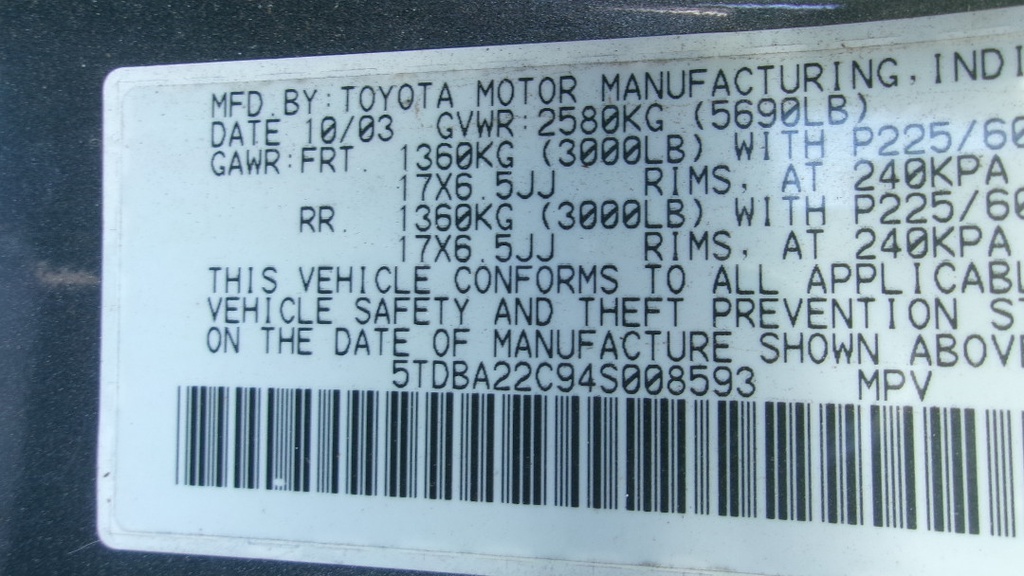 MFD. BY: TOYOTA MOTOR MANUFACTURING, INDI
DATE 10/03 GVWR: 2580KG (5690LB)
GAWR: FRT 1360KG (3000LB) WITH P225/60
17X6.5JJ RIMS, AT 240KPA
RR. 1360KG (3000LB) WITH P225/60
17X6.5JJ RIMS, AT 240KPA
THIS VEHICLE CONFORMS TO ALL APPLICABL
VEHICLE SAFETY AND THEFT PREVENTION ST
ON THE DATE OF MANUFACTURE SHOWN ABOVE
5TDBA22C94S008593 MPV